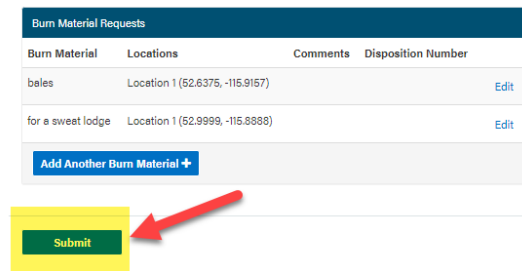 Burn Material Requests
Burn Material Locations Comments Disposition Number
bales Location 1 (52.6375, -115.9157) Edit
for a sweat lodge Location 1 (52.9999, -115.8888) Edit
Add Another Burn Material +
Submit